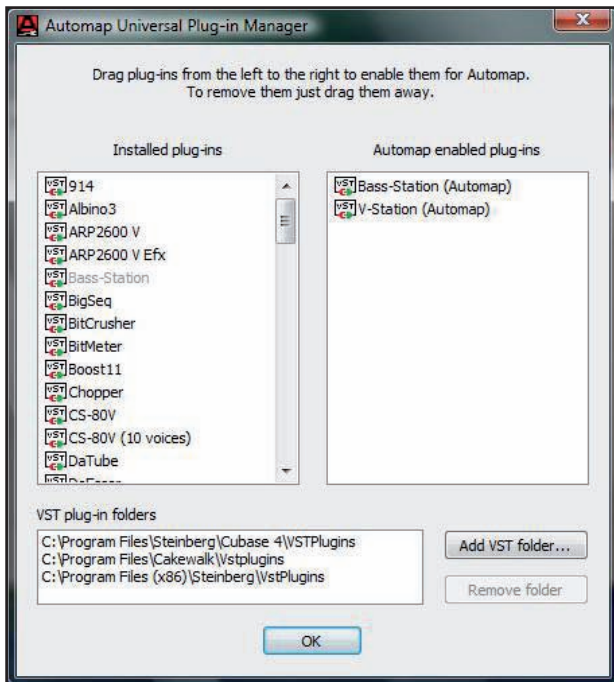 Automap Universal Plug-in Manager
Drag plug-ins from the left to the right to enable them for Automap.
To remove them just drag them away.
Installed plug-ins
914
Albino3
ARP2600 V
ARP2600 V Efx
Bass-Station
BigSeq
BitCrusher
BitMeter
Boost11
Chopper
CS-80V
CS-80V (10 voices)
DaTube
Automap enabled plug-ins
Bass-Station (Automap)
V-Station (Automap)
VST plug-in folders
C:\Program Files\Steinberg\Cubase 4\VSTPlugins
C:\Program Files\Cakewalk\Vstplugins
C:\Program Files (x86)\Steinberg\VstPlugins
Add VST folder...
Remove folder
OK